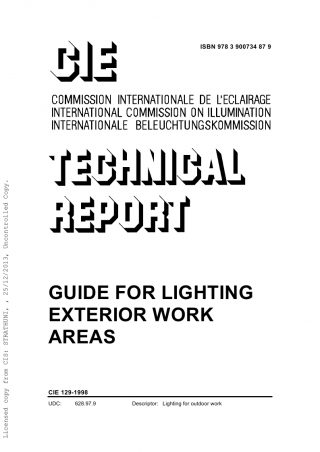 ISBN 978 3 900734 87 9
CIE
COMMISSION INTERNATIONALE DE L'ECLAIRAGE
INTERNATIONAL COMMISSION ON ILLUMINATION
INTERNATIONALE BELEUCHTUNGSKOMMISSION
TECHNICAL
REPORT
GUIDE FOR LIGHTING
EXTERIOR WORK
AREAS
CIE 129-1998
UDC: 628.97.9 Descriptor: Lighting for outdoor work
Licensed copy from CIS: STRATHUNI, , 25/12/2013, Uncontrolled Copy.